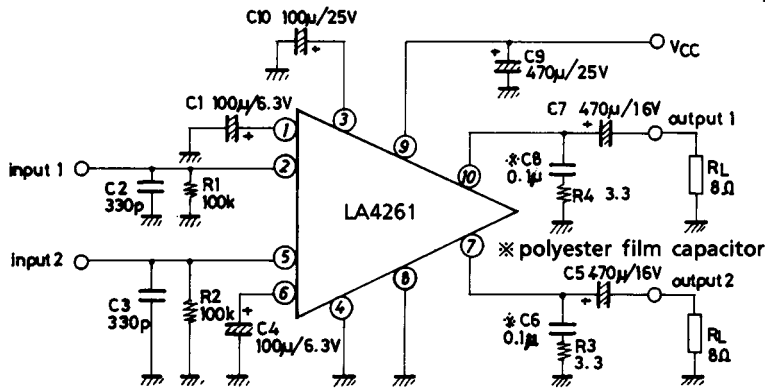 C10 100μ/25V
+
3
C1 100μ/6.3V
+
1
input 1
2
C2
330p
R1
100k
LA4261
input 2
5
6
C3
330p
R2
100k
+
C4
100μ/6.3V
4
8
9
10
7
+
C9
470μ/25V
VCC
C7 470μ/16V
+
output 1
※C8
0.1μ
R4 3.3
RL
8Ω
※ polyester film capacitor
C5 470μ/16V
+
output 2
※C6
0.1μ
R3
3.3
RL
8Ω